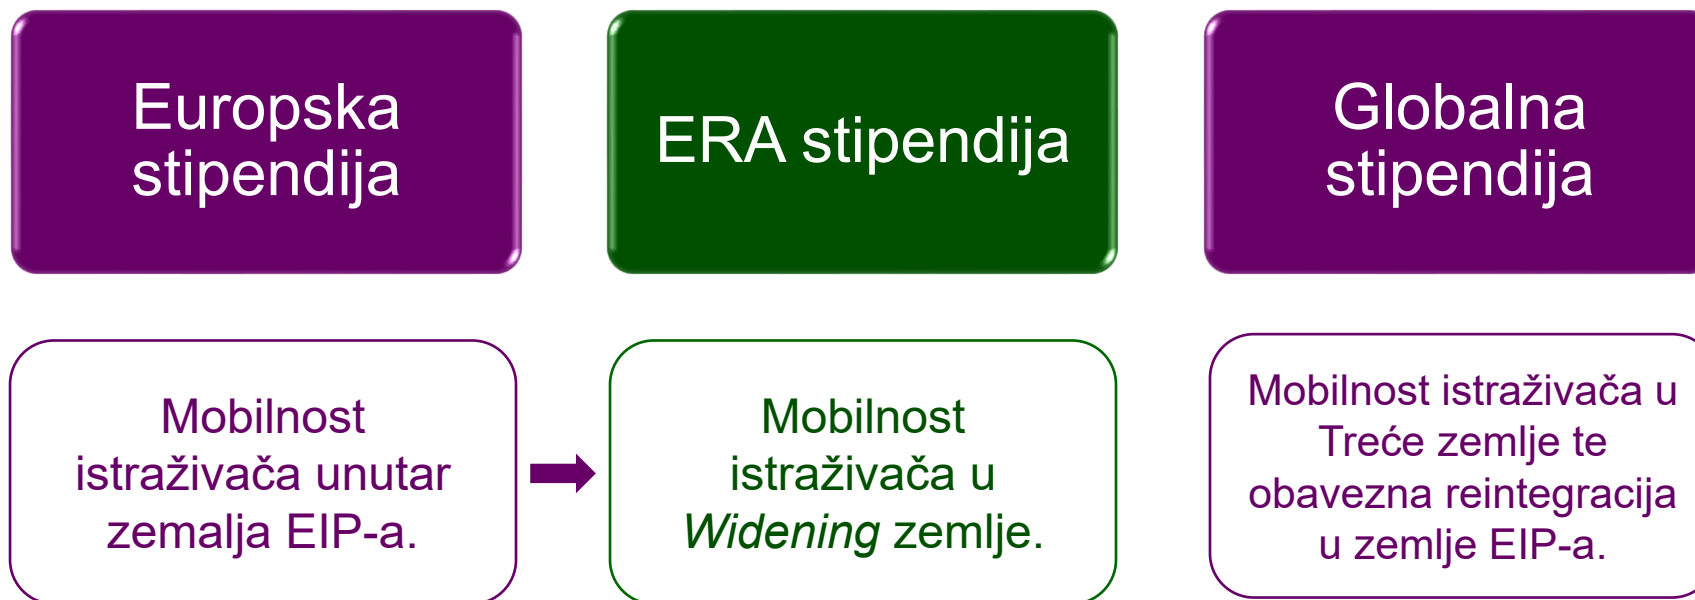 Europska
stipendija
ERA stipendija
Globalna
stipendija
Mobilnost
istraživača unutar
zemalja EIP-a.
Mobilnost
istraživača u
Widening zemlje.
Mobilnost istraživača u
Treće zemlje te
obavezna reintegracija
u zemlje EIP-a.